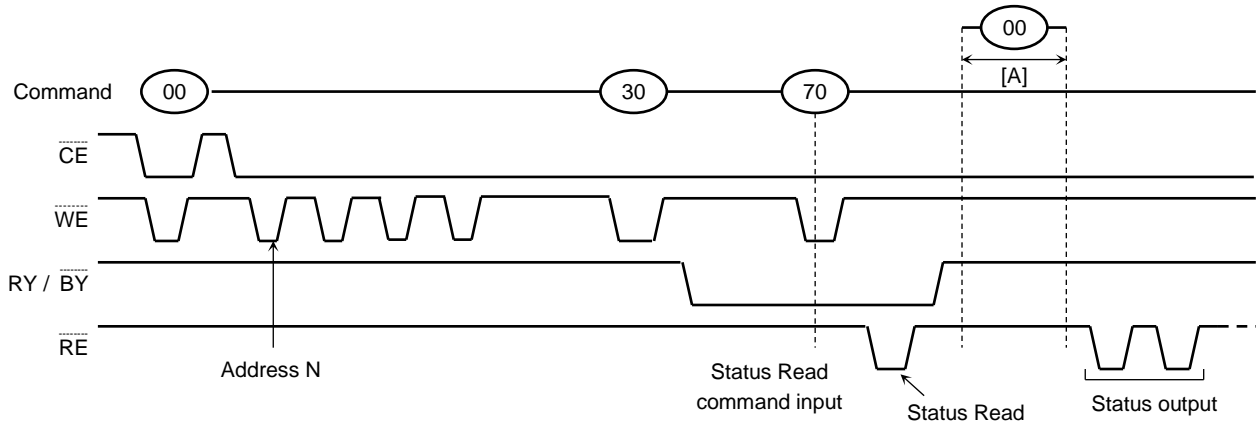 00
[A]
Command 00 30 70
CE
WE
RY / BY
RE
Address N
Status Read
command input
Status Read
Status output